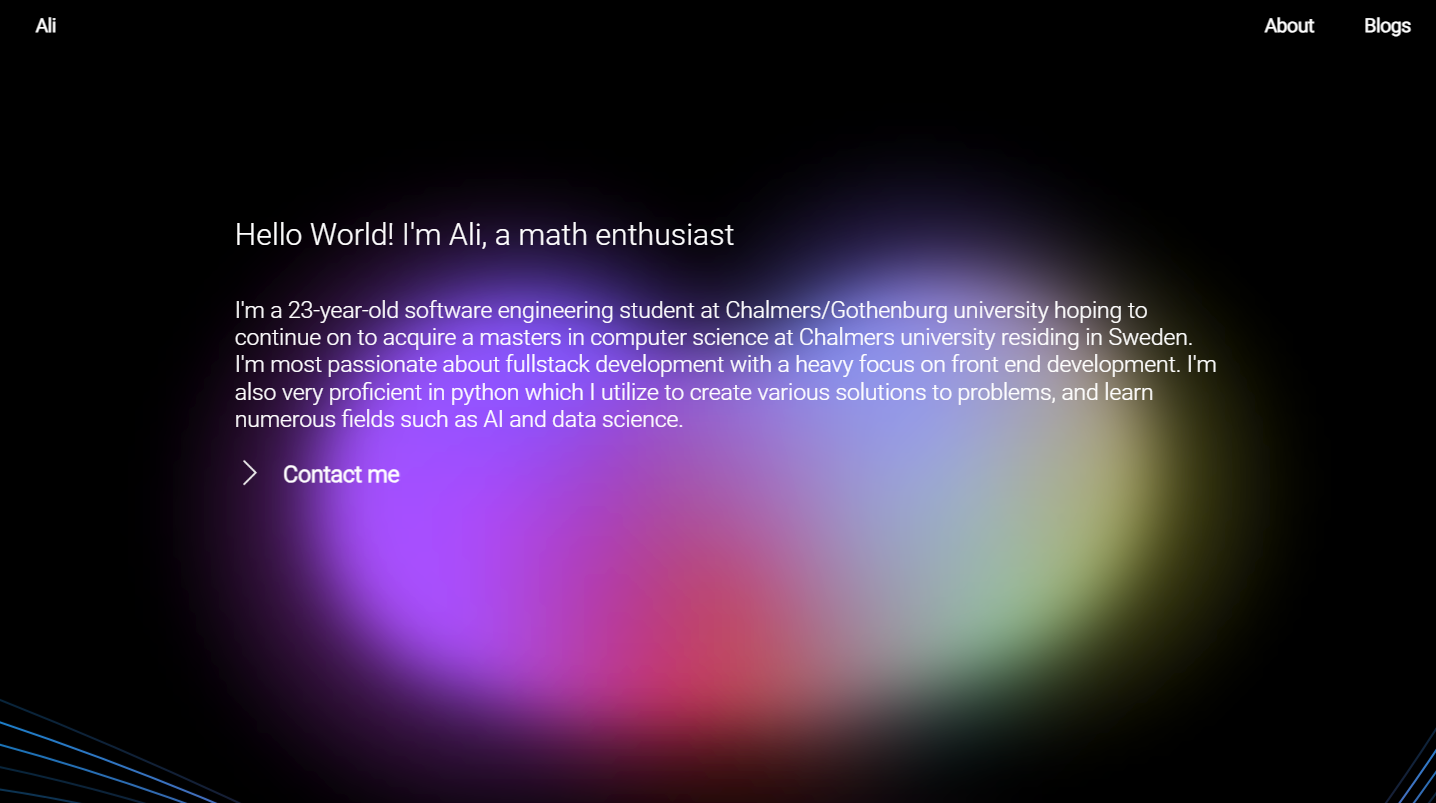 Ali
About
Blogs
Hello World! I'm Ali, a math enthusiast
I'm a 23-year-old software engineering student at Chalmers/Gothenburg university hoping to
continue on to acquire a masters in computer science at Chalmers university residing in Sweden.
I'm most passionate about fullstack development with a heavy focus on front end development. I'm
also very proficient in python which I utilize to create various solutions to problems, and learn
numerous fields such as AI and data science.
Contact me